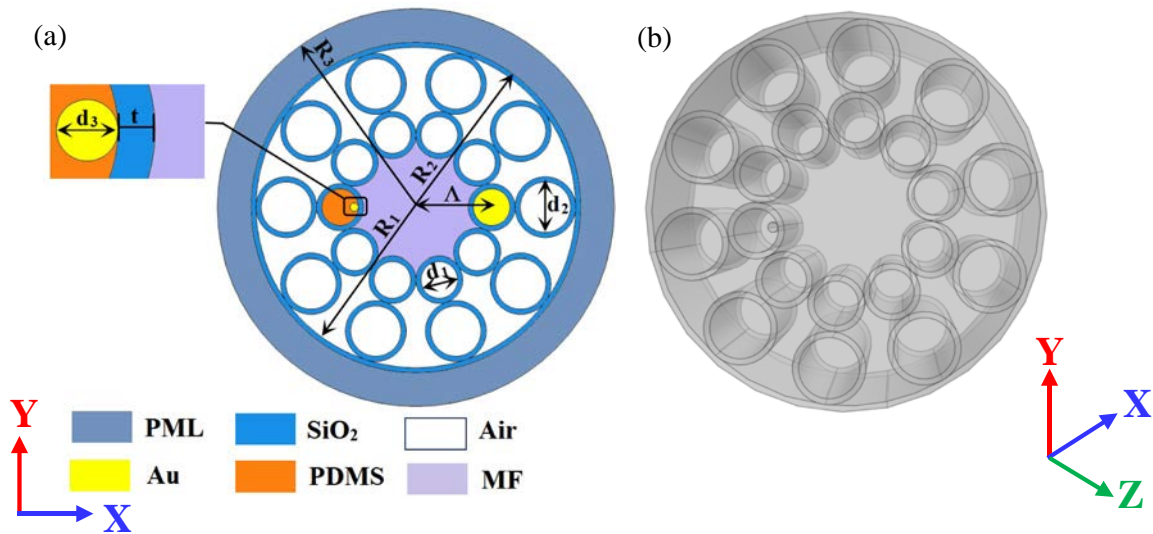 (a)
(b)
R₃
d₃
t
R₂
Λ
d₂
R₁
d₁
Y
X
PML
SiO₂
Air
Au
PDMS
MF
Y
X
Z